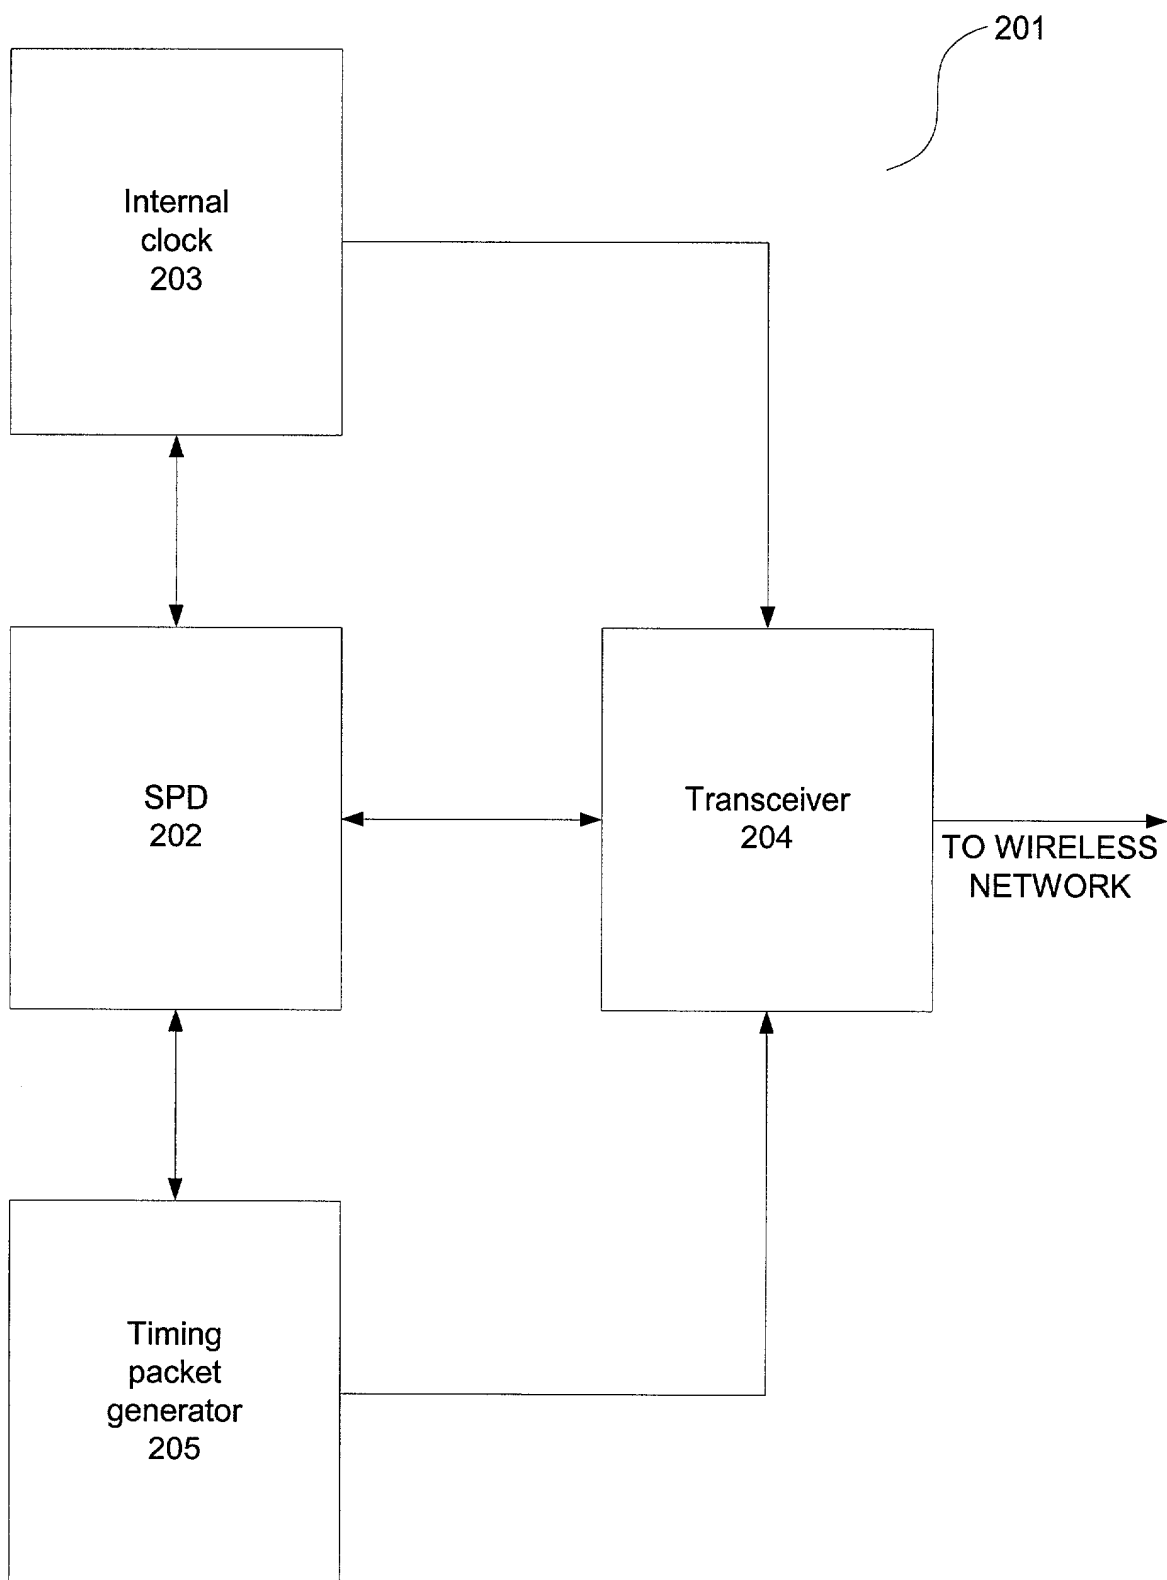 201
Internal
clock
203
SPD
202
Transceiver
204
TO WIRELESS
NETWORK
Timing
packet
generator
205